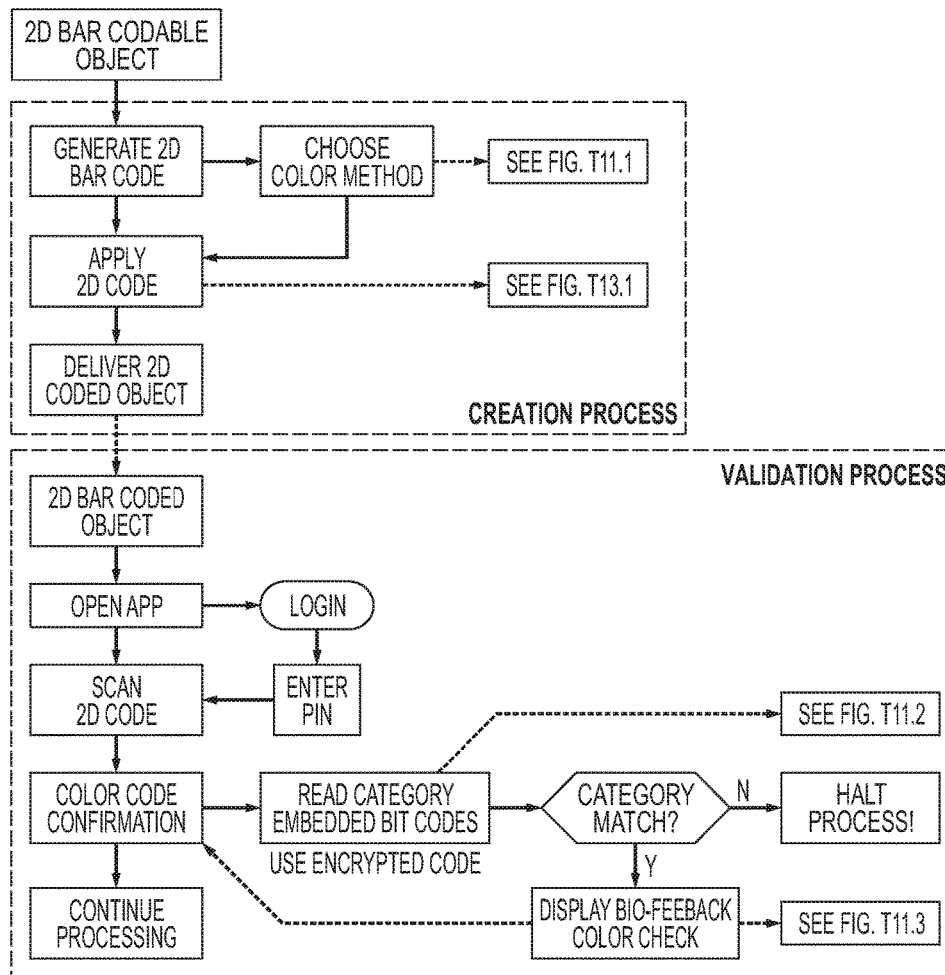 2D BAR CODABLE
OBJECT
GENERATE 2D
BAR CODE
CHOOSE
COLOR METHOD
SEE FIG. T11.1
APPLY
2D CODE
SEE FIG. T13.1
DELIVER 2D
CODED OBJECT
CREATION PROCESS
VALIDATION PROCESS
2D BAR CODED
OBJECT
OPEN APP
LOGIN
SCAN
2D CODE
ENTER
PIN
SEE FIG. T11.2
COLOR CODE
CONFIRMATION
READ CATEGORY
EMBEDDED BIT CODES
USE ENCRYPTED CODE
CATEGORY
MATCH?
N
HALT
PROCESS!
Y
CONTINUE
PROCESSING
DISPLAY BIO-FEEBACK
COLOR CHECK
SEE FIG. T11.3